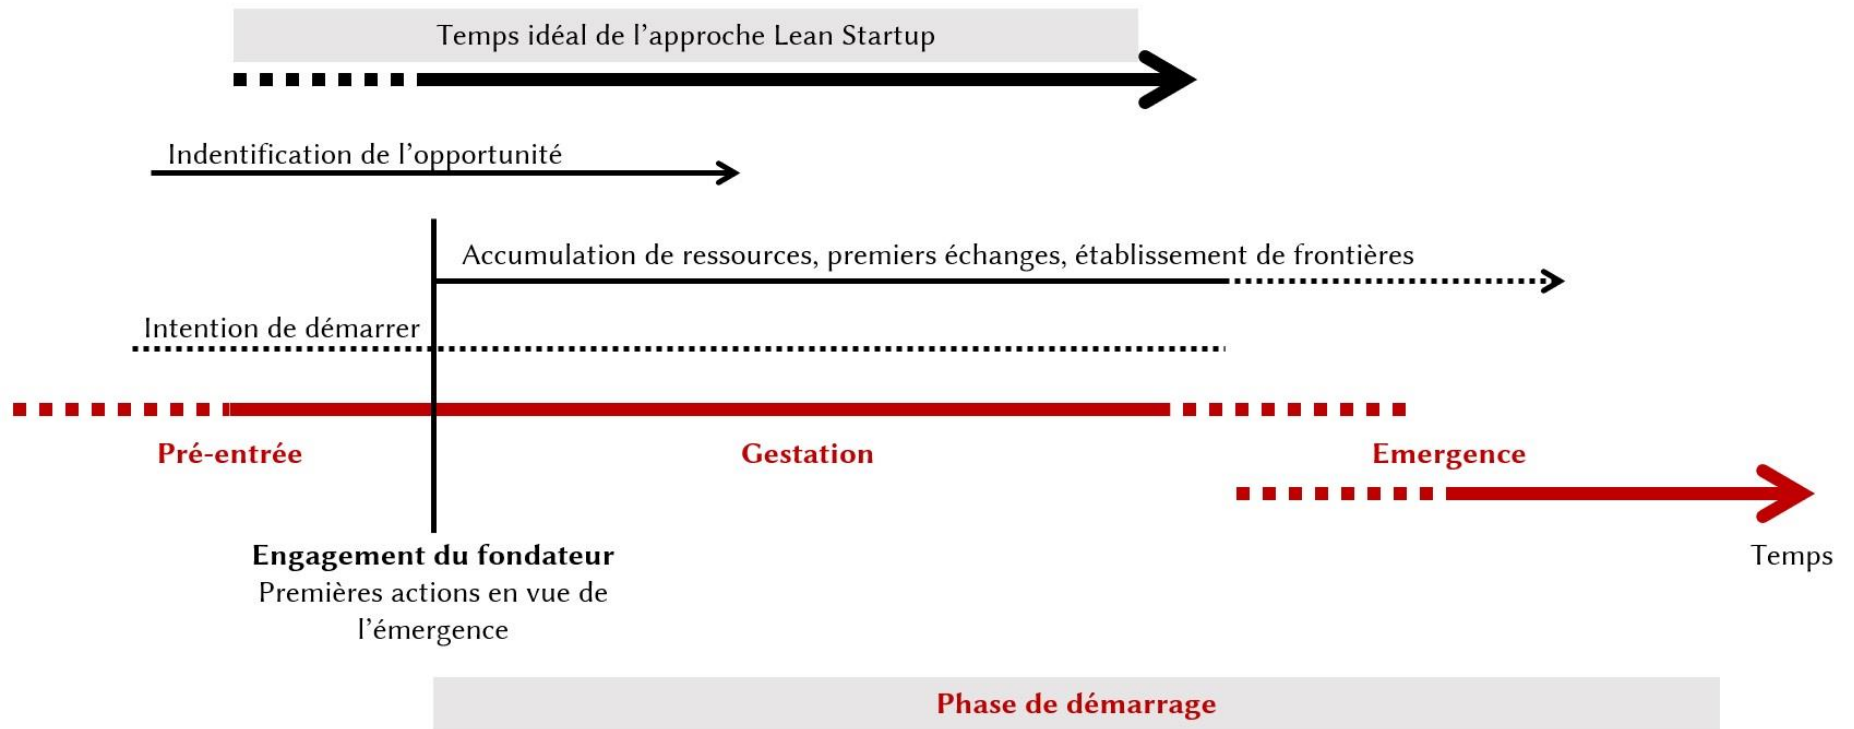 Temps idéal de l’approche Lean Startup
Indentification de l’opportunité
Accumulation de ressources, premiers échanges, établissement de frontières
Intention de démarrer
Pré-entrée
Gestation
Emergence
Engagement du fondateur
Premières actions en vue de
l’émergence
Temps
Phase de démarrage